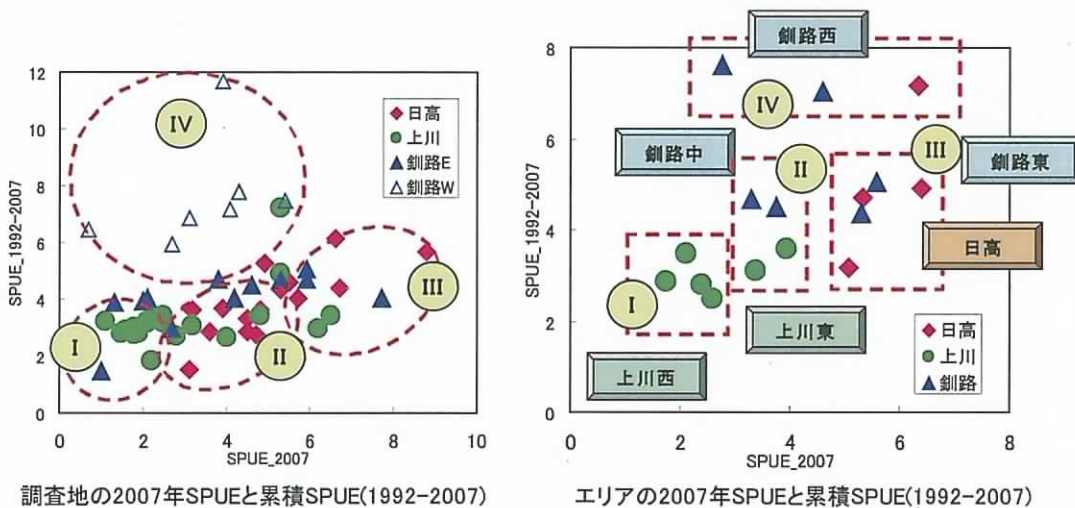 12
10
8
6
4
2
0
0
2
4
6
8
10
SPUE_1992-2007
SPUE_2007
IV
I
II
III
日高
上川
釧路E
釧路W
調査地の2007年SPUEと累積SPUE(1992-2007)
釧路西
8
6
4
2
0
0
2
4
6
8
SPUE_1992-2007
SPUE_2007
IV
釧路中
II
III
釧路東
日高
I
上川東
上川西
日高
上川
釧路
エリアの2007年SPUEと累積SPUE(1992-2007)